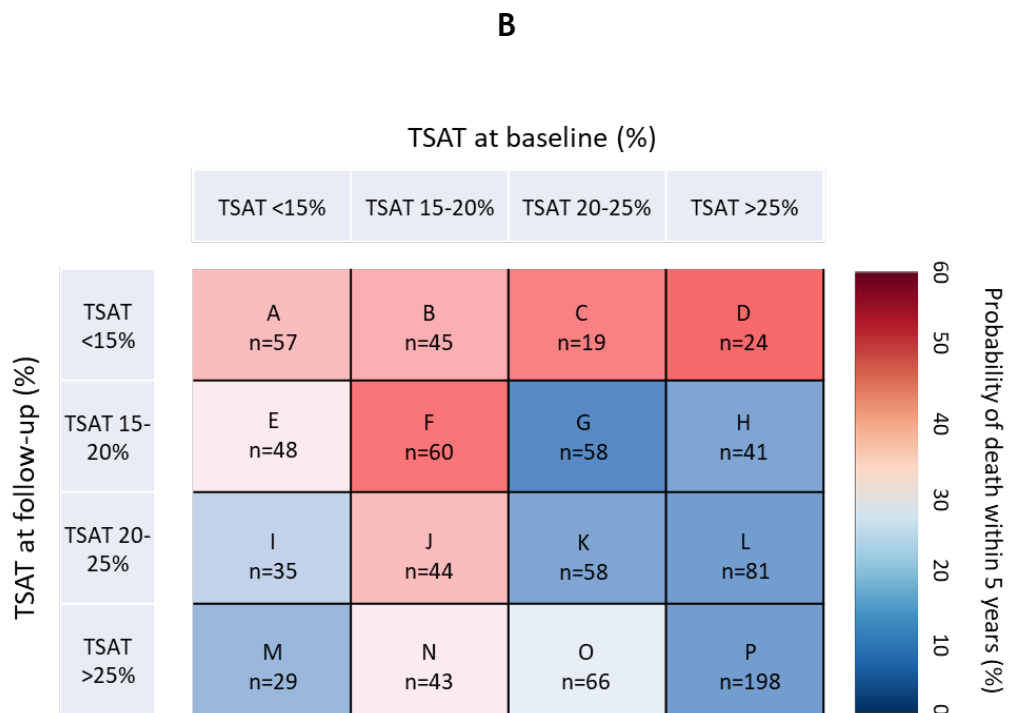 B
TSAT at baseline (%)
TSAT <15%
TSAT 15-20%
TSAT 20-25%
TSAT >25%
TSAT at follow-up (%)
TSAT
<15%
A
n=57
B
n=45
C
n=19
D
n=24
TSAT 15-
20%
E
n=48
F
n=60
G
n=58
H
n=41
TSAT 20-
25%
I
n=35
J
n=44
K
n=58
L
n=81
TSAT
>25%
M
n=29
N
n=43
O
n=66
P
n=198
60
50
40
30
20
10
0
Probability of death within 5 years (%)